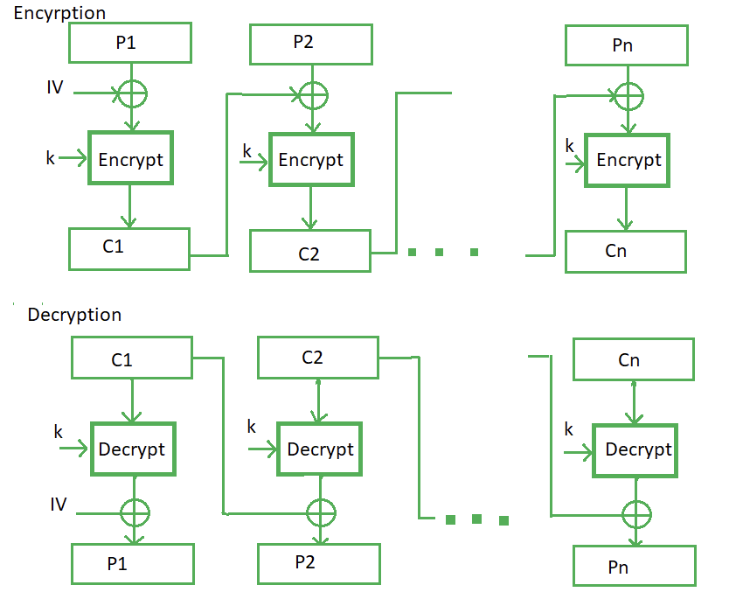 Encyrption
P1
P2
Pn
IV
k
Encrypt
k
Encrypt
k
Encrypt
C1
C2
Cn
Decryption
C1
C2
Cn
k
Decrypt
k
Decrypt
k
Decrypt
IV
P1
P2
Pn